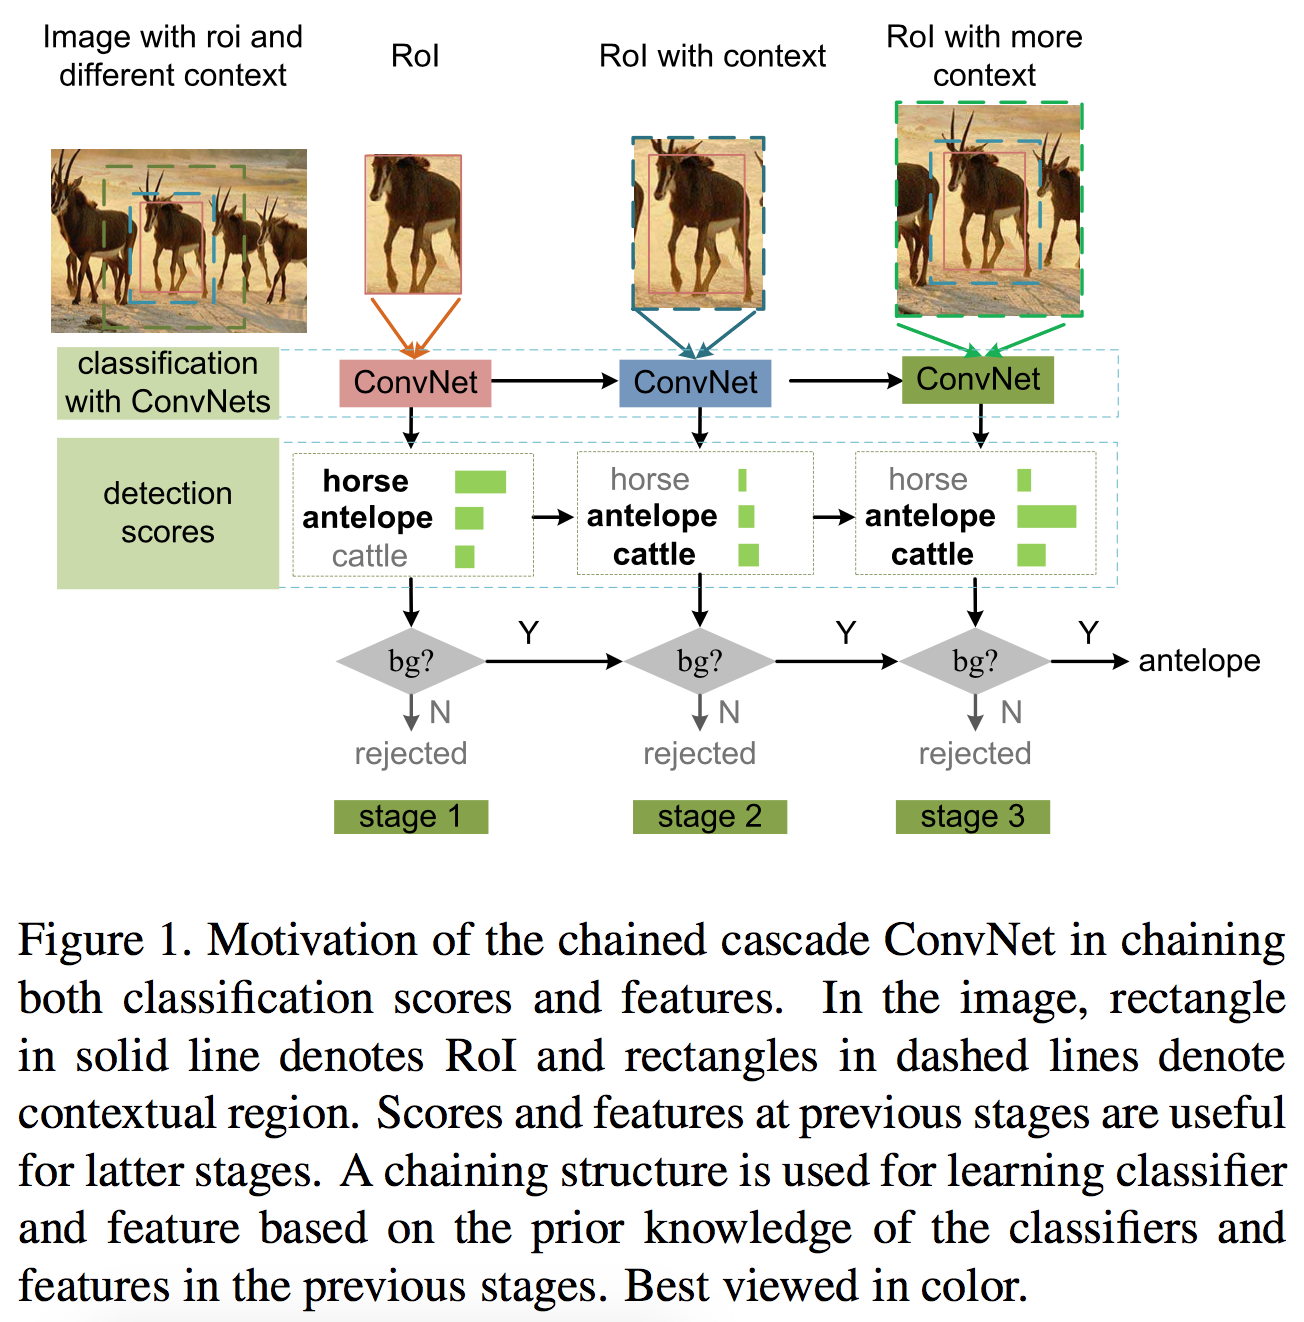 Image with roi and
different context
RoI
RoI with context
RoI with more
context
classification
with ConvNets
ConvNet
ConvNet
ConvNet
detection
scores
horse
antelope
cattle
horse
antelope
cattle
horse
antelope
cattle
bg?
Y
bg?
Y
bg?
Y
antelope
N
N
N
rejected
rejected
rejected
stage 1
stage 2
stage 3
Figure 1. Motivation of the chained cascade ConvNet in chaining
both classification scores and features. In the image, rectangle
in solid line denotes RoI and rectangles in dashed lines denote
contextual region. Scores and features at previous stages are useful
for latter stages. A chaining structure is used for learning classifier
and feature based on the prior knowledge of the classifiers and
features in the previous stages. Best viewed in color.